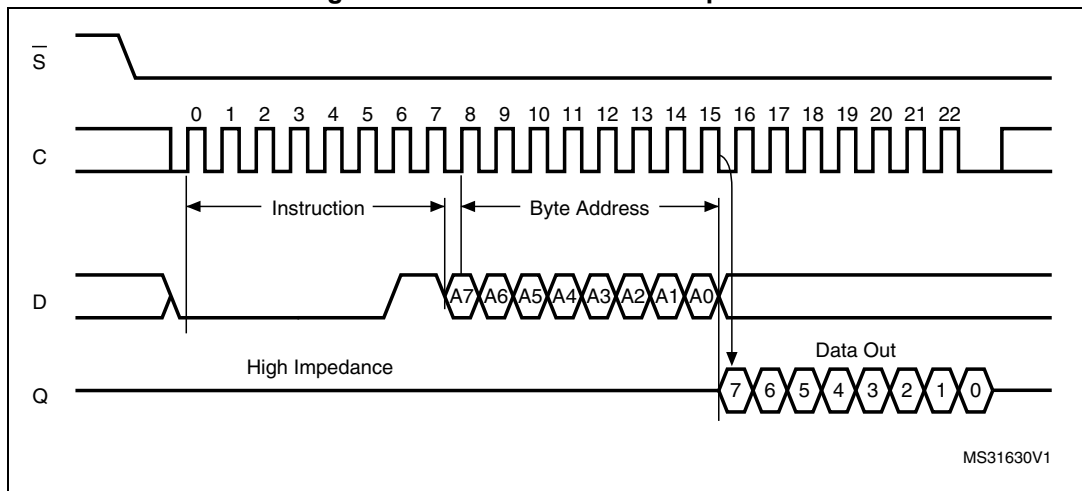 S
0 1 2 3 4 5 6 7 8 9 10 11 12 13 14 15 16 17 18 19 20 21 22
C
Instruction Byte Address
D
A7 A6 A5 A4 A3 A2 A1 A0
High Impedance Data Out
Q
7 6 5 4 3 2 1 0
MS31630V1